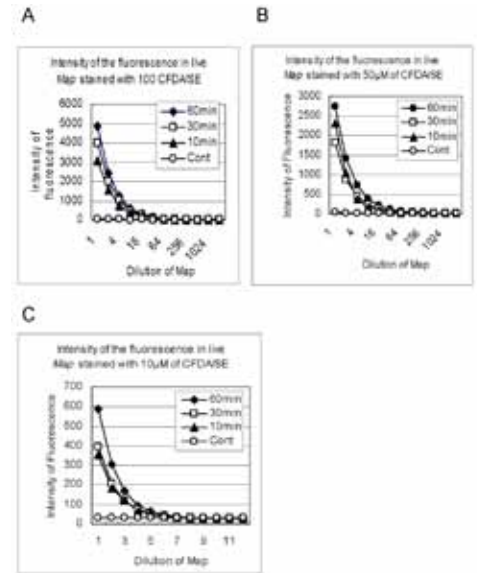 A
Intensity of the fluorescence in live
Map stained with 100 CFDA/SE
Intensity of
fluorescence
6000
5000
4000
3000
2000
1000
0
60min
30min
10min
Cont
1
4
16
64
256
1024
Dilution of Map
B
Intensity of the fluorescence in live
Map stained with 50µM of CFDA/SE
Intensity of Fluorescence
3000
2500
2000
1500
1000
500
0
60min
30min
10min
Cont
1
4
16
64
256
1024
Dilution of Map
C
Intensity of the fluorescence in live
Map stained with 10µM of CFDA/SE
Intensity of Fluorescence
700
600
500
400
300
200
100
0
60min
30min
10min
Cont
1
3
5
7
9
11
Dilution of Map